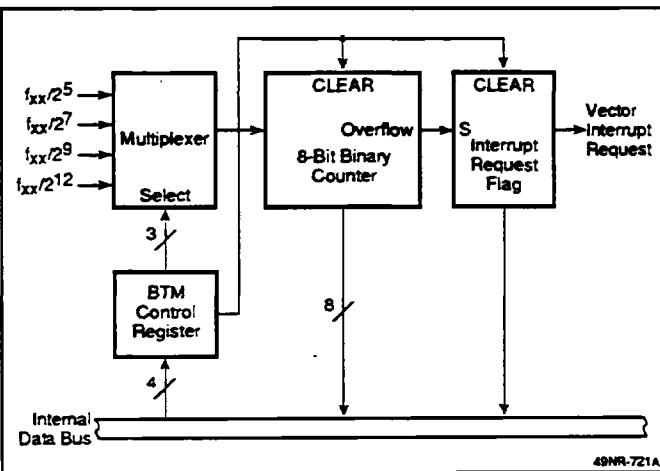 CLEAR
CLEAR
fxx/2^5
fxx/2^7
fxx/2^9
fxx/2^12
Multiplexer
Select
Overflow
8-Bit Binary
Counter
S
Interrupt
Request
Flag
Vector
Interrupt
Request
3
BTM
Control
Register
8
4
Internal
Data Bus
49NR-721A